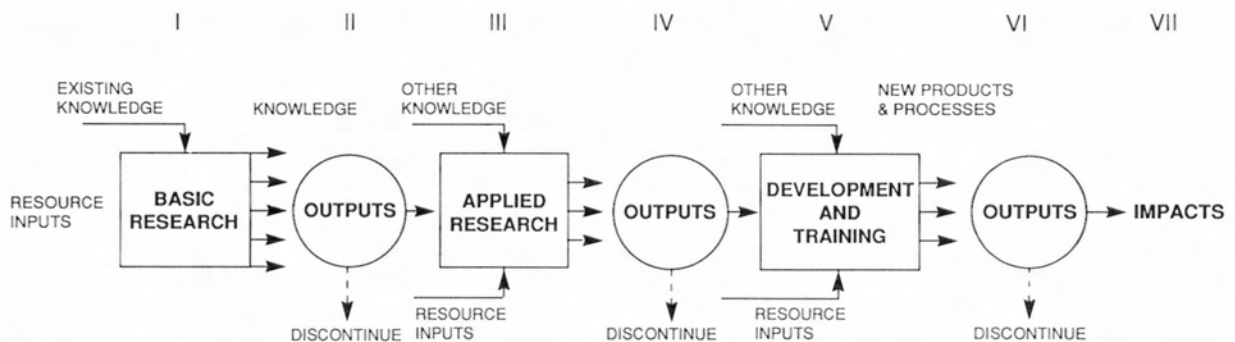 I II III IV V VI VII
EXISTING
KNOWLEDGE
KNOWLEDGE
OTHER
KNOWLEDGE
OTHER
KNOWLEDGE
NEW PRODUCTS
& PROCESSES
RESOURCE
INPUTS
BASIC
RESEARCH
OUTPUTS
APPLIED
RESEARCH
OUTPUTS
DEVELOPMENT
AND
TRAINING
OUTPUTS
IMPACTS
DISCONTINUE
RESOURCE
INPUTS
DISCONTINUE
RESOURCE
INPUTS
DISCONTINUE